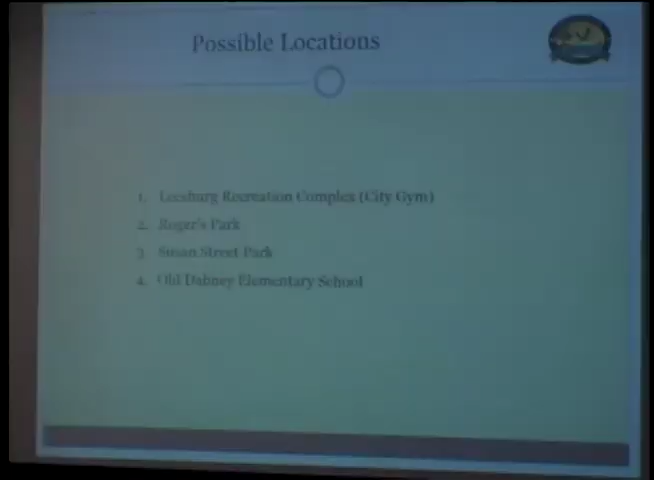 Possible Locations
1. Leesburg Recreation Complex (City Gym)
2. Roger's Park
3. Susan Street Park
4. Old Dabney Elementary School